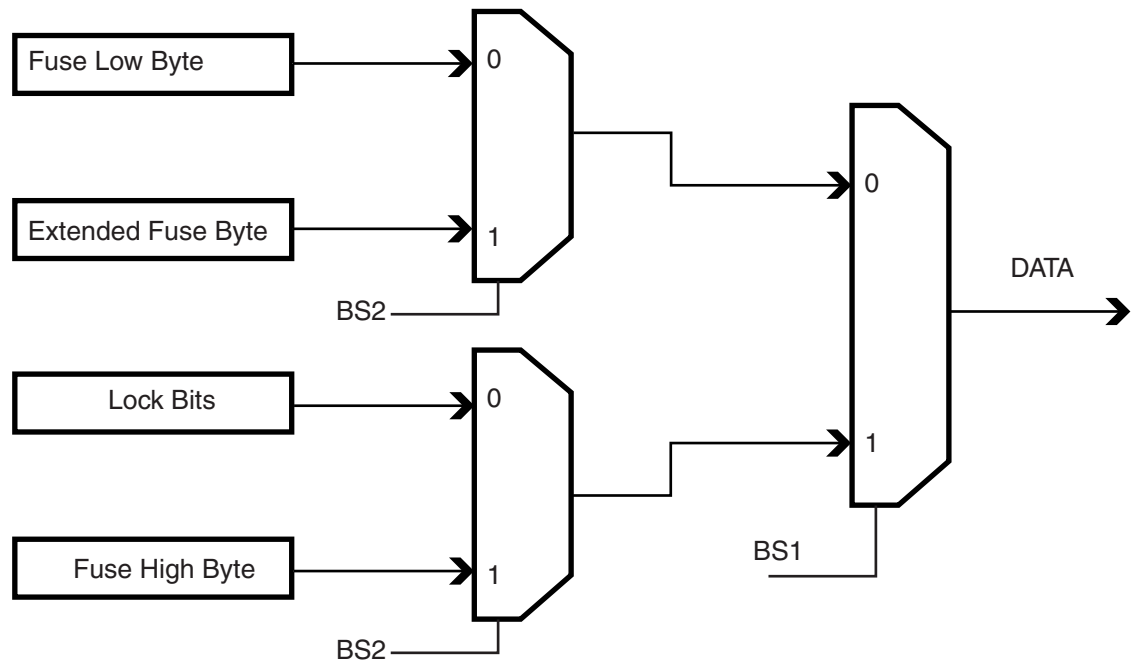 Fuse Low Byte
0
Extended Fuse Byte
1
BS2
0
DATA
Lock Bits
0
1
Fuse High Byte
1
BS1
BS2